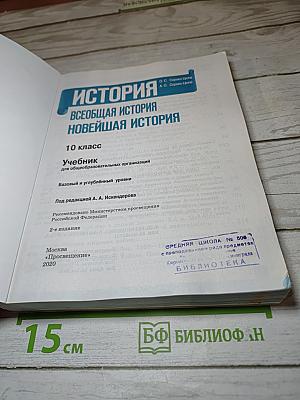 О. С. Сороко-Цюпа
А. О. Сороко-Цюпа
ИСТОРИЯ
ВСЕОБЩАЯ ИСТОРИЯ
НОВЕЙШАЯ ИСТОРИЯ
10 класс
Учебник
для общеобразовательных организаций
Базовый и углублённый уровни
Под редакцией А. А. Искендерова
Рекомендовано Министерством просвещения
Российской Федерации
2-е издание
Москва
«Просвещение»
2020
СРЕДНЯЯ ШКОЛА №
предметов
БИБЛИОТЕКА
15 см
БФ БИБЛИОФ